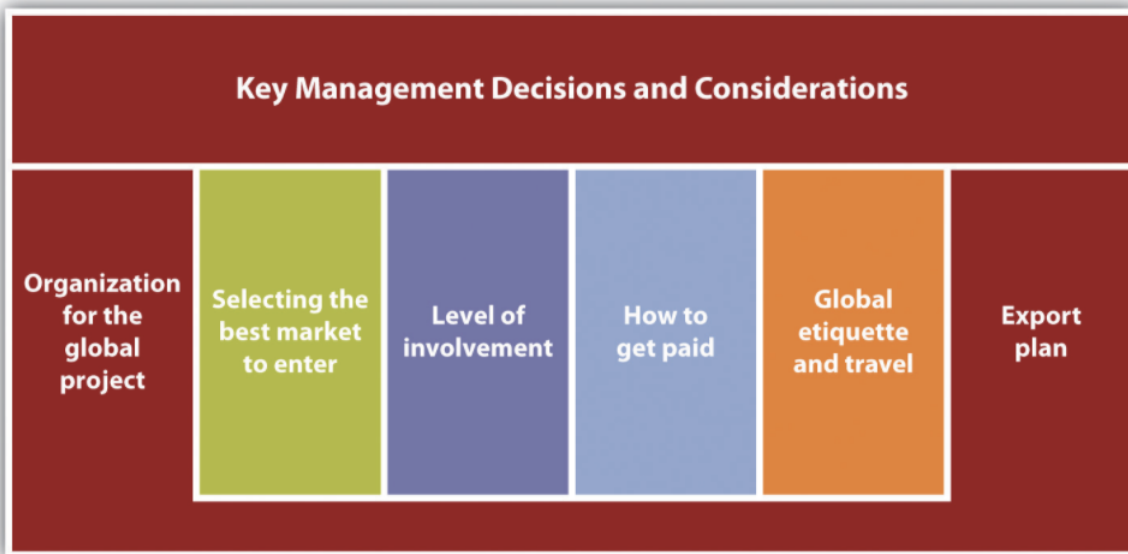 Key Management Decisions and Considerations
Organization
for the
global
project
Selecting the
best market
to enter
Level of
involvement
How to
get paid
Global
etiquette
and travel
Export
plan